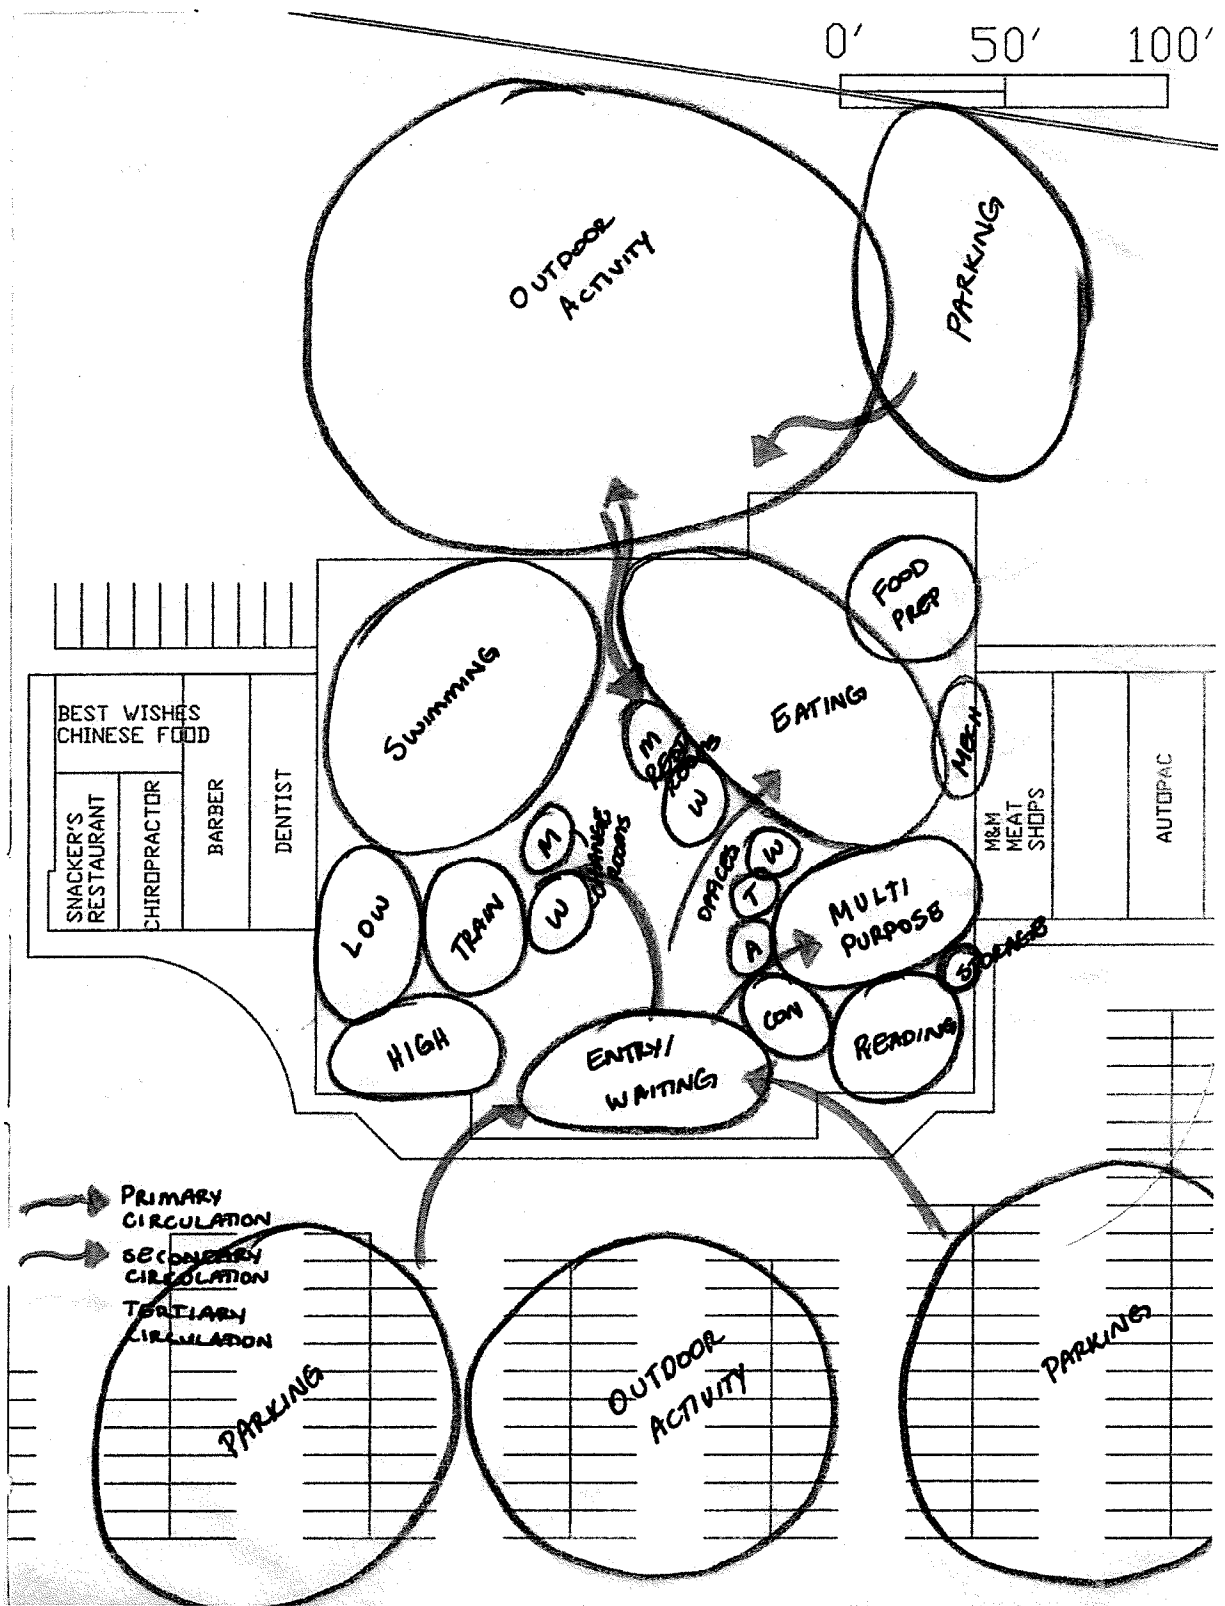 0' 50' 100'
OUTDOOR
ACTIVITY
PARKING
FOOD
PREP
SWIMMING
EATING
MECH
M
REST
ROOMS
W
BEST WISHES
CHINESE FOOD
SNACKER'S
RESTAURANT
CHIROPRACTOR
BARBER
DENTIST
M&M
MEAT
SHOPS
AUTOPAC
M
CHANGE
ROOMS
W
LOW
TRAIN
HIGH
OFFICES
W
T
A
MULTI
PURPOSE
STORAGE
CON
READING
ENTRY/
WAITING
PRIMARY
CIRCULATION
SECONDARY
CIRCULATION
TERTIARY
CIRCULATION
PARKING
OUTDOOR
ACTIVITY
PARKING